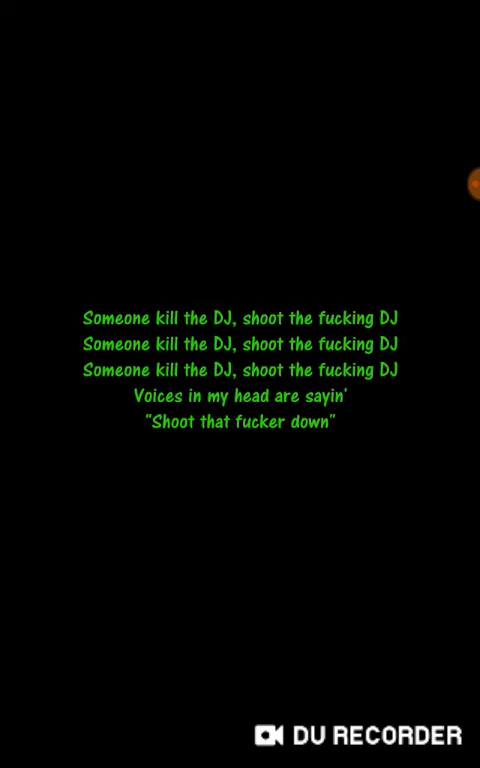 Someone kill the DJ, shoot the fucking DJ
Someone kill the DJ, shoot the fucking DJ
Someone kill the DJ, shoot the fucking DJ
Voices in my head are sayin'
"Shoot that fucker down"
DU RECORDER